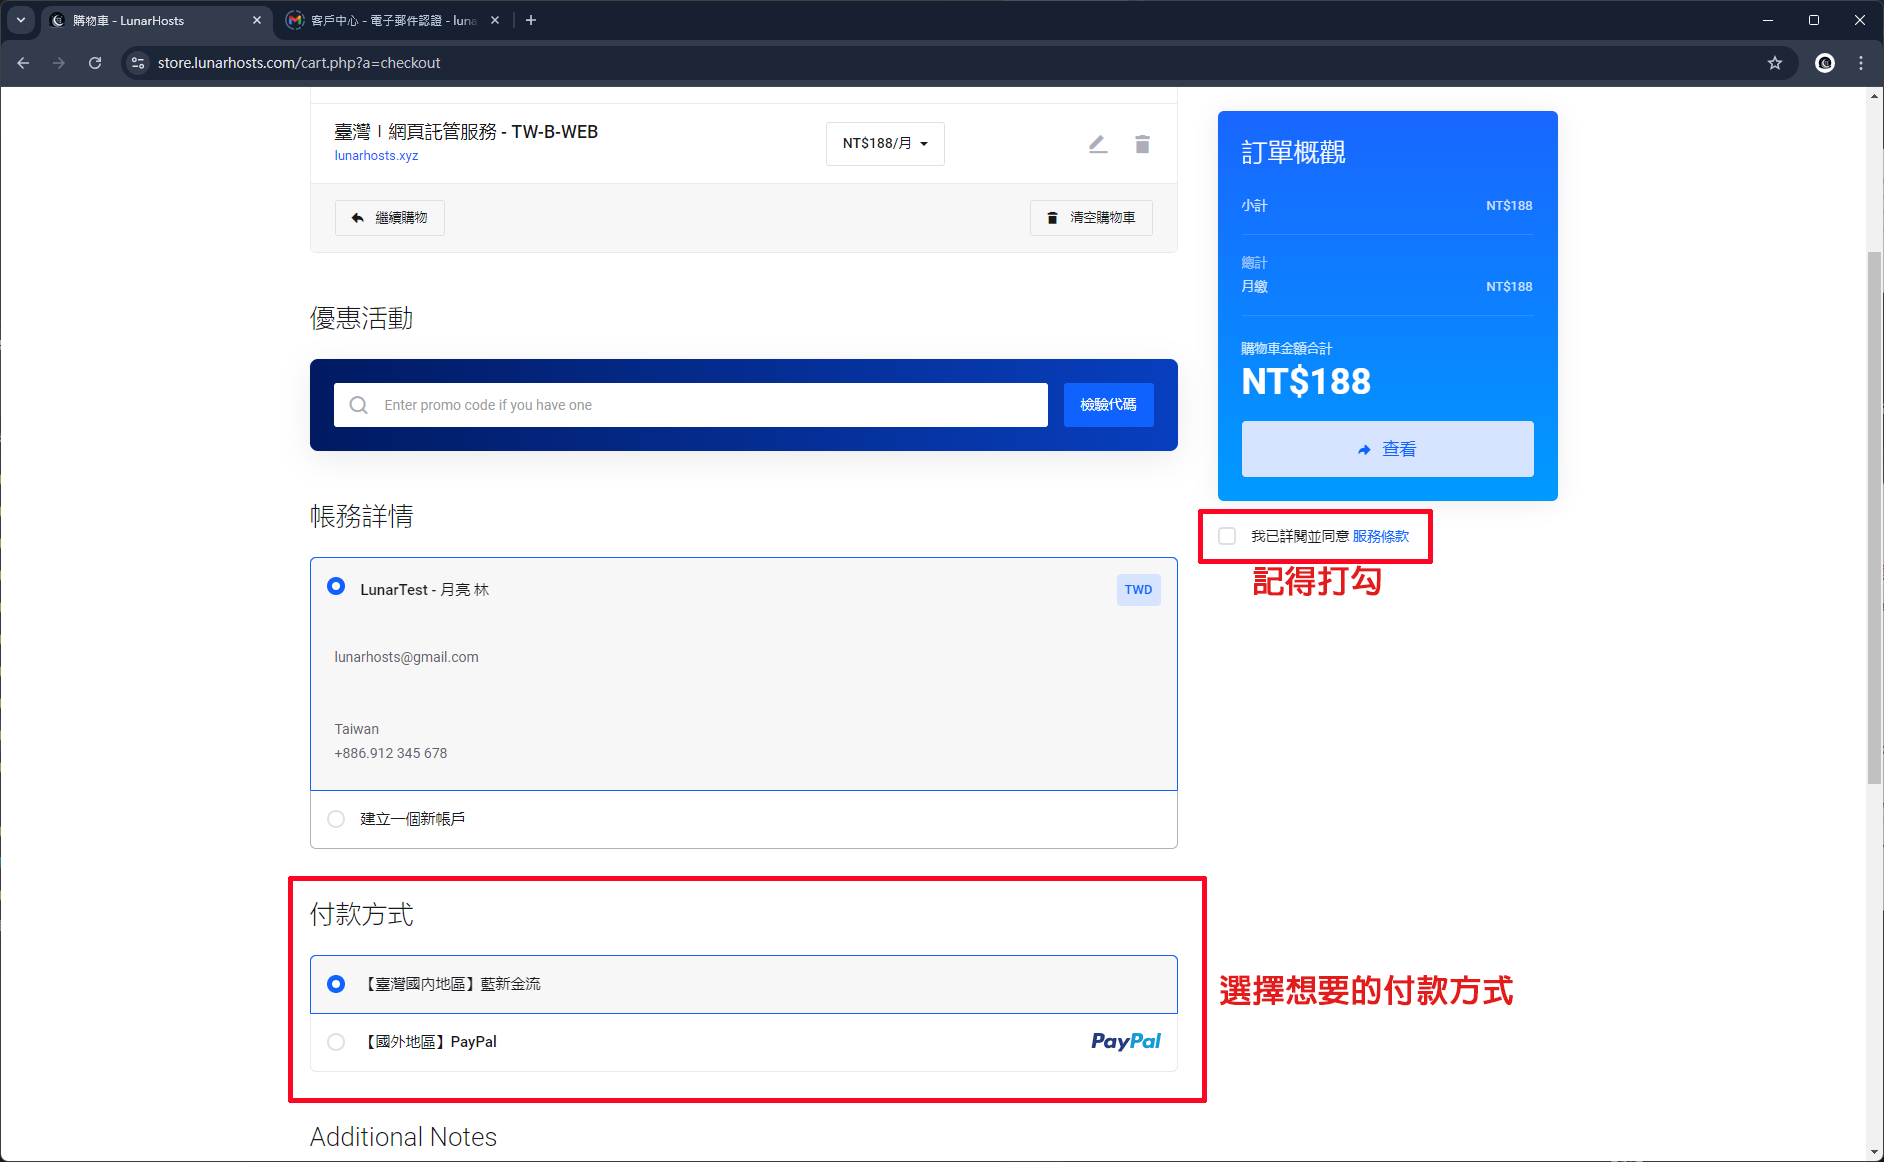 購物車 - LunarHosts
客戶中心 - 電子郵件認證 - luna
store.lunarhosts.com/cart.php?a=checkout
臺灣｜網頁託管服務 - TW-B-WEB
lunarhosts.xyz
NT$188/月
繼續購物
清空購物車
訂單概觀
小計 NT$188
總計
月繳 NT$188
購物車金額合計
NT$188
查看
我已詳閱並同意 服務條款
記得打勾
優惠活動
Enter promo code if you have one
檢驗代碼
帳務詳情
LunarTest - 月亮 林
TWD
lunarhosts@gmail.com
Taiwan
+886.912 345 678
建立一個新帳戶
付款方式
【臺灣國內地區】藍新金流
【國外地區】PayPal
PayPal
選擇想要的付款方式
Additional Notes